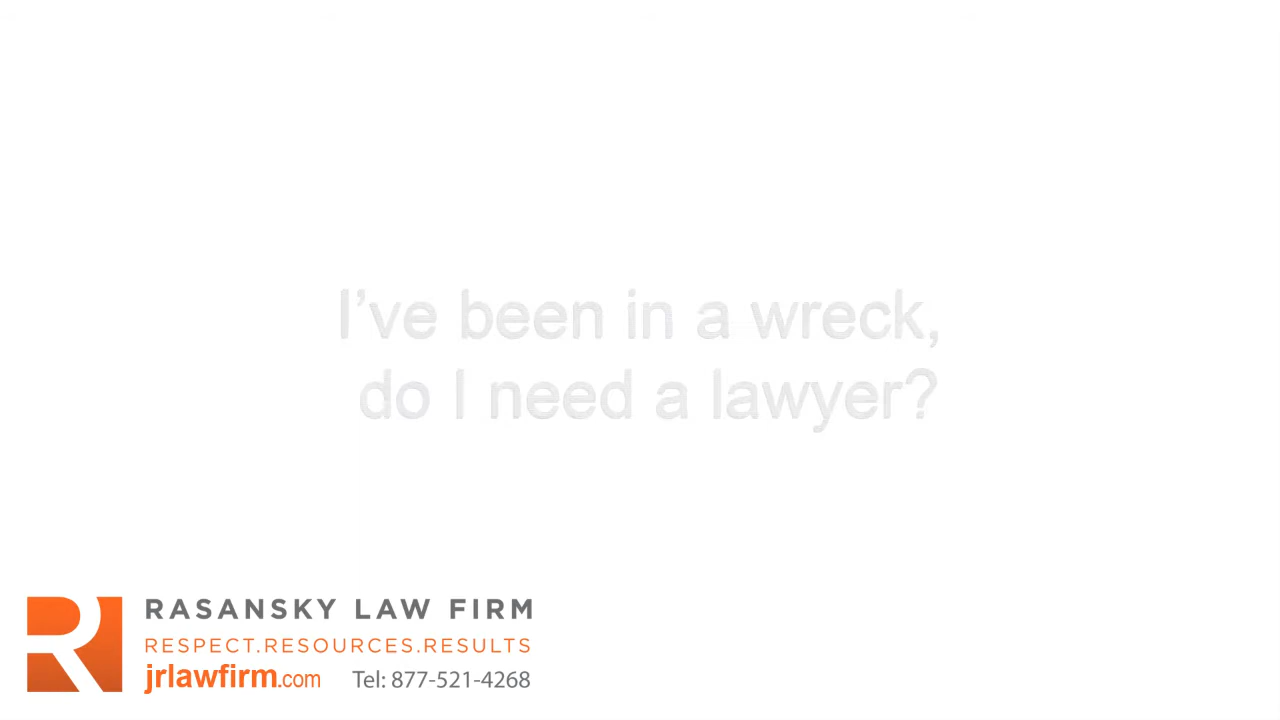 I've been in a wreck,
do I need a lawyer?
RASANSKY LAW FIRM
RESPECT.RESOURCES.RESULTS
jrlawfirm.com Tel: 877-521-4268